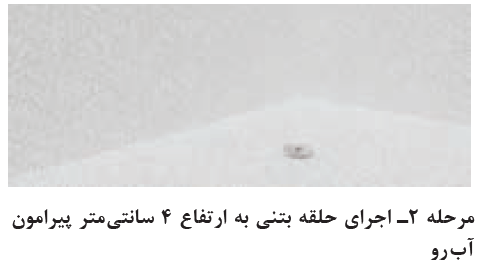 مرحله ۲ـ اجرای حلقه بتنی به ارتفاع ۴ سانتی‌متر پیرامون
آب‌رو